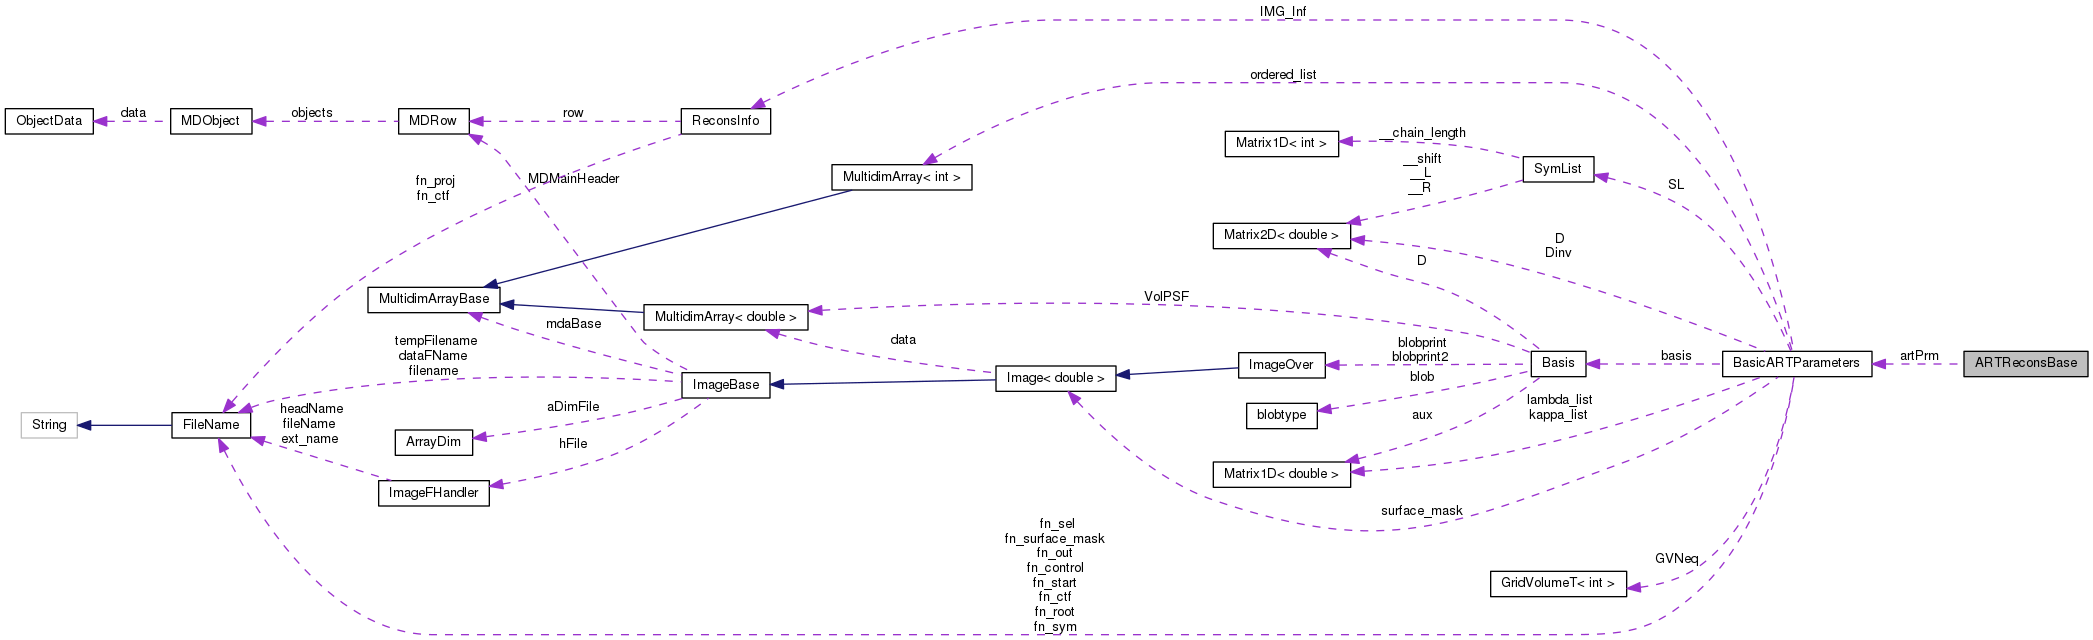 IMG_Inf
ordered_list
ObjectData
data
MDObject
objects
MDRow
row
ReconsInfo
Matrix1D< int >
__chain_length
__shift
__L
__R
SymList
SL
fn_proj
fn_ctf
MDMainHeader
MultidimArray< int >
Matrix2D< double >
D
D
Dinv
MultidimArrayBase
mdaBase
MultidimArray< double >
VolPSF
data
tempFilename
dataFName
filename
ImageBase
Image< double >
ImageOver
blobprint
blobprint2
blob
Basis
basis
BasicARTParameters
artPrm
ARTReconsBase
String
FileName
headName
fileName
ext_name
aDimFile
ArrayDim
hFile
ImageFHandler
blobtype
aux
lambda_list
kappa_list
Matrix1D< double >
surface_mask
fn_sel
fn_surface_mask
fn_out
fn_control
fn_start
fn_ctf
fn_root
fn_sym
GVNeq
GridVolumeT< int >